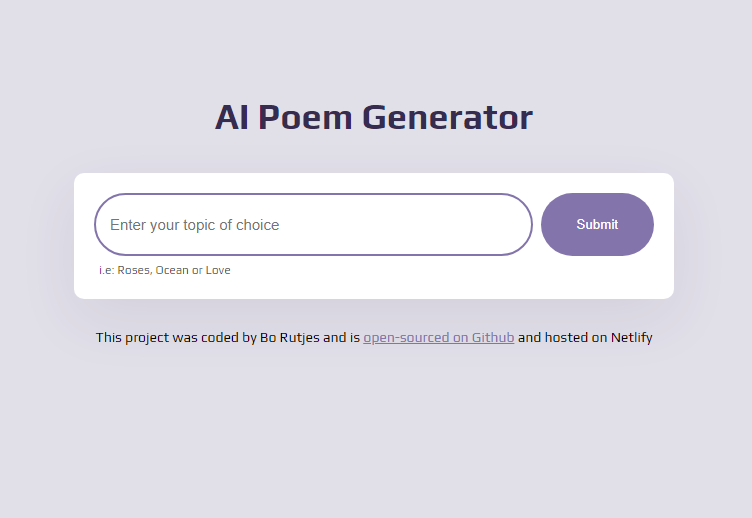 AI Poem Generator
Enter your topic of choice
Submit
i.e: Roses, Ocean or Love
This project was coded by Bo Rutjes and is open-sourced on Github and hosted on Netlify